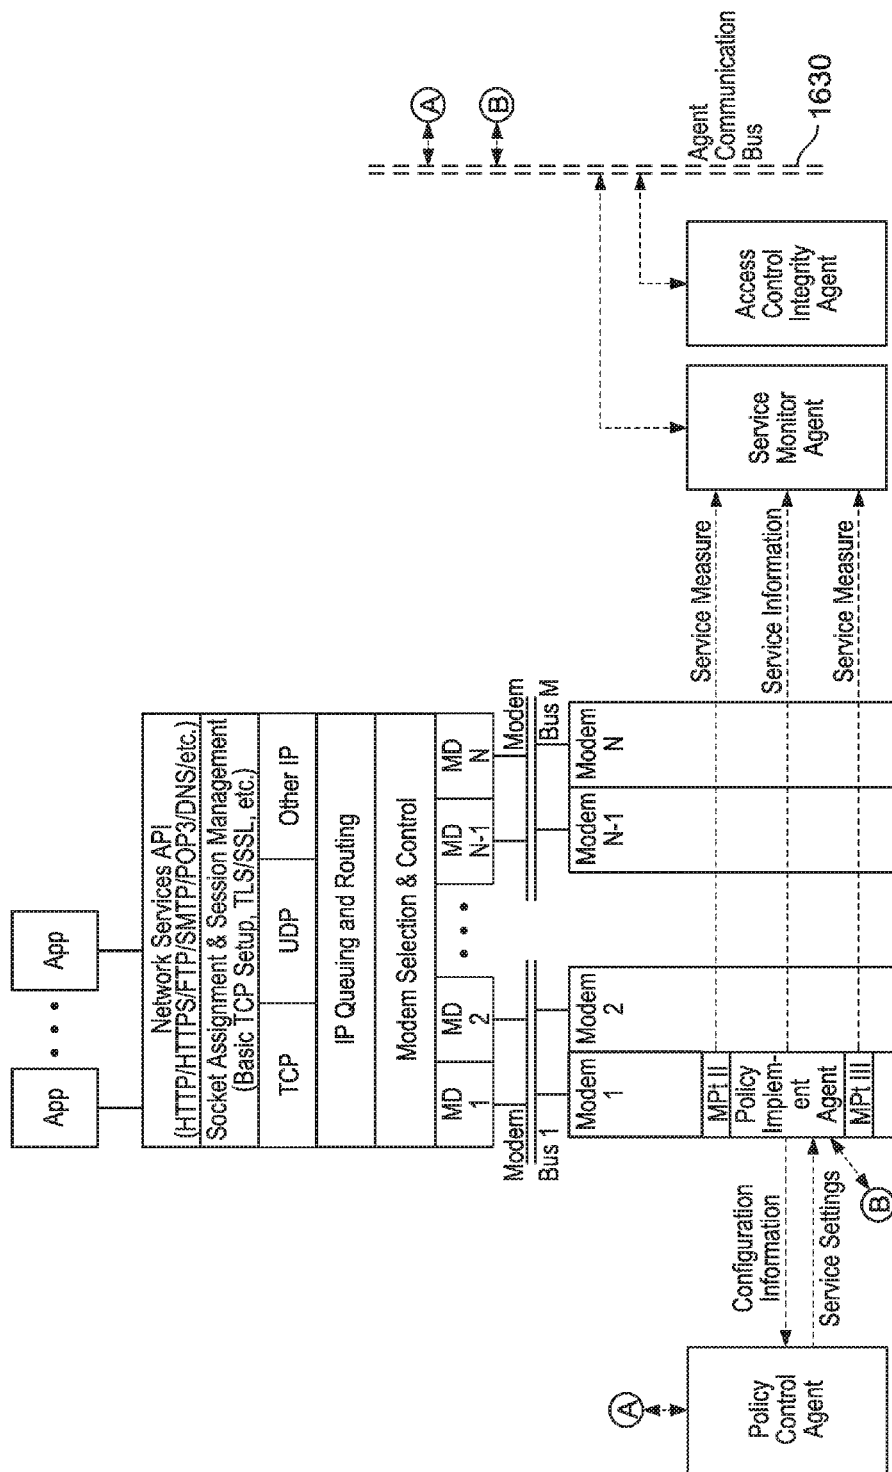 App
App
Network Services API
(HTTP/HTTPS/FTP/SMTP/POP3/DNS/etc.)
Socket Assignment & Session Management
(Basic TCP Setup, TLS/SSL, etc.)
TCP
UDP
Other IP
IP Queuing and Routing
Modem Selection & Control
MD
1
MD
2
MD
N-1
MD
N
Modem
Bus 1
Modem
Bus M
Modem
1
Modem
2
Modem
N-1
Modem
N
MPt II
Policy
Implem-
ent
Agent
MPt III
A
Policy
Control
Agent
Configuration
Information
Service Settings
B
Service Measure
Service Information
Service Measure
Service
Monitor
Agent
Access
Control
Integrity
Agent
A
B
Agent
Communication
Bus
1630